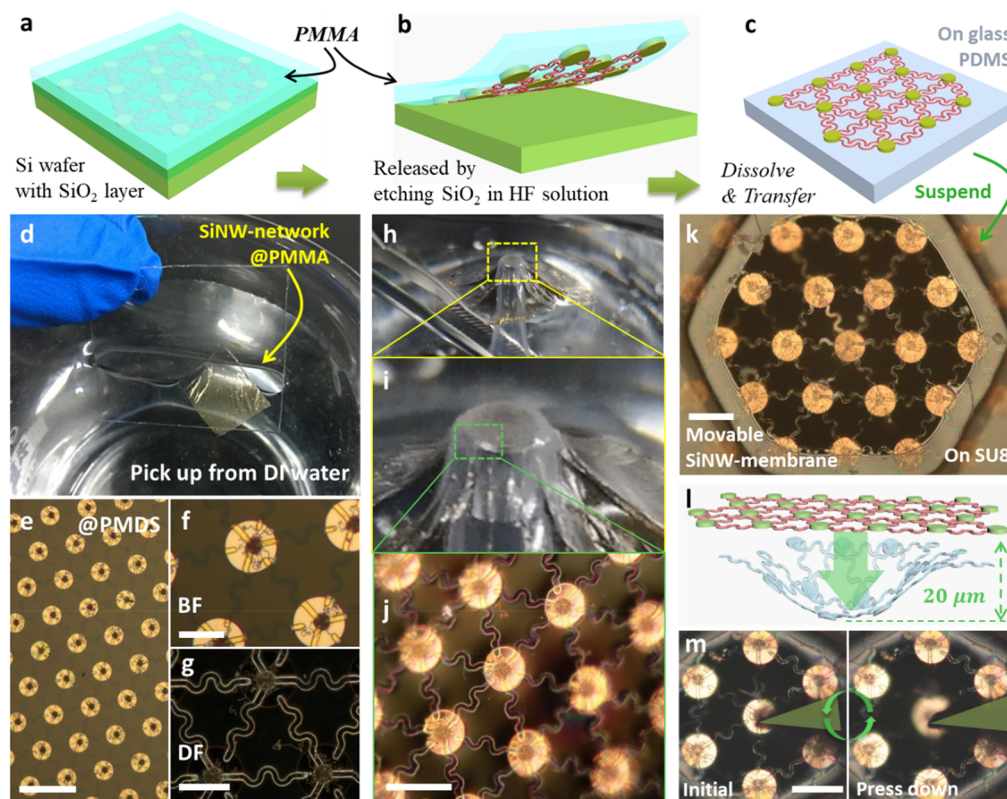 a
PMMA
b
c
On glass
PDMS
Si wafer
with SiO2 layer
Released by
etching SiO2 in HF solution
Dissolve
& Transfer
Suspend
d
SiNW-network
@PMMA
Pick up from DI water
h
k
Movable
SiNW-membrane
On SU8
i
e
@PMDS
f
BF
g
DF
j
l
20 μm
m
Initial
Press down